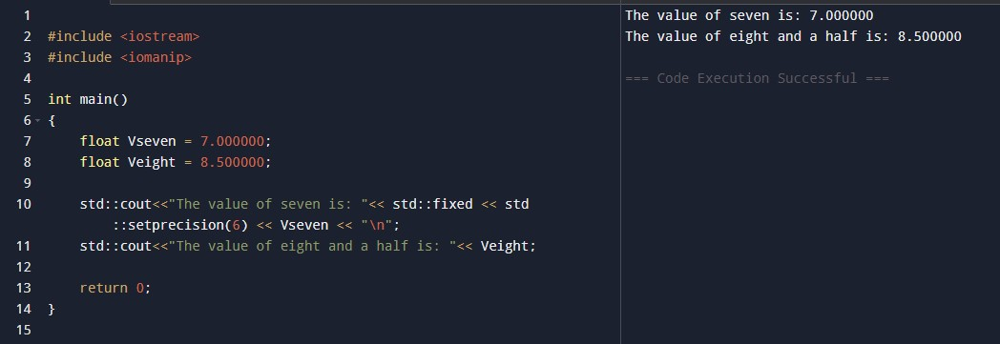 1
2 #include <iostream>
3 #include <iomanip>
4
5 int main()
6 {
7     float Vseven = 7.000000;
8     float Veight = 8.500000;
9
10     std::cout<<"The value of seven is: "<< std::fixed << std
        ::setprecision(6) << Vseven << "\n";
11     std::cout<<"The value of eight and a half is: "<< Veight;
12
13     return 0;
14 }
15
The value of seven is: 7.000000
The value of eight and a half is: 8.500000

=== Code Execution Successful ===